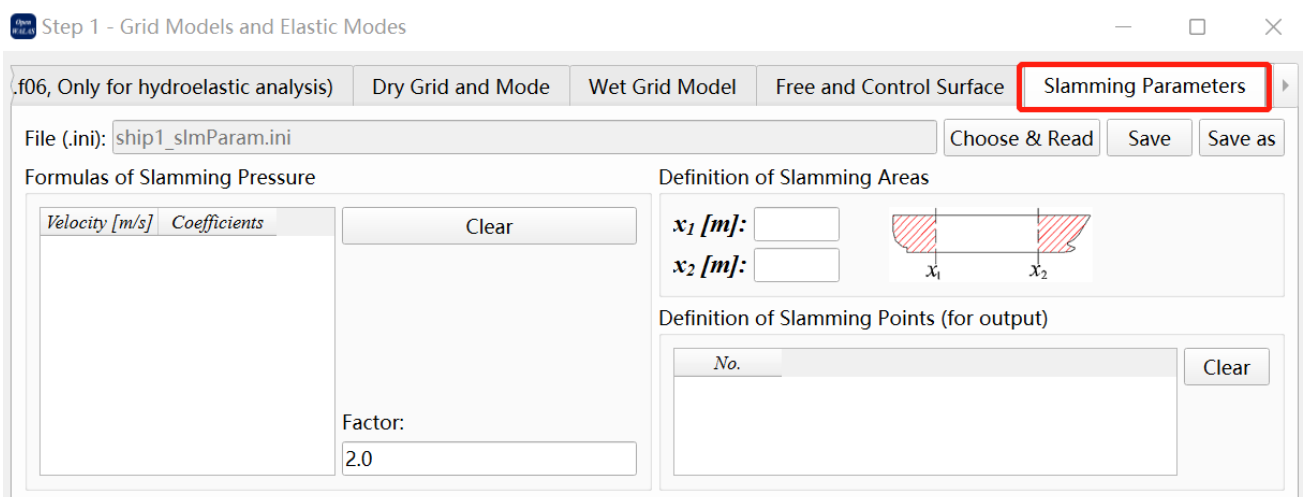 Open
WALAS
Step 1 - Grid Models and Elastic Modes
.f06, Only for hydroelastic analysis)
Dry Grid and Mode
Wet Grid Model
Free and Control Surface
Slamming Parameters
File (.ini):
ship1_slmParam.ini
Choose & Read
Save
Save as
Formulas of Slamming Pressure
Velocity [m/s]
Coefficients
Clear
Factor:
2.0
Definition of Slamming Areas
x1 [m]:
x2 [m]:
x1
x2
Definition of Slamming Points (for output)
No.
Clear